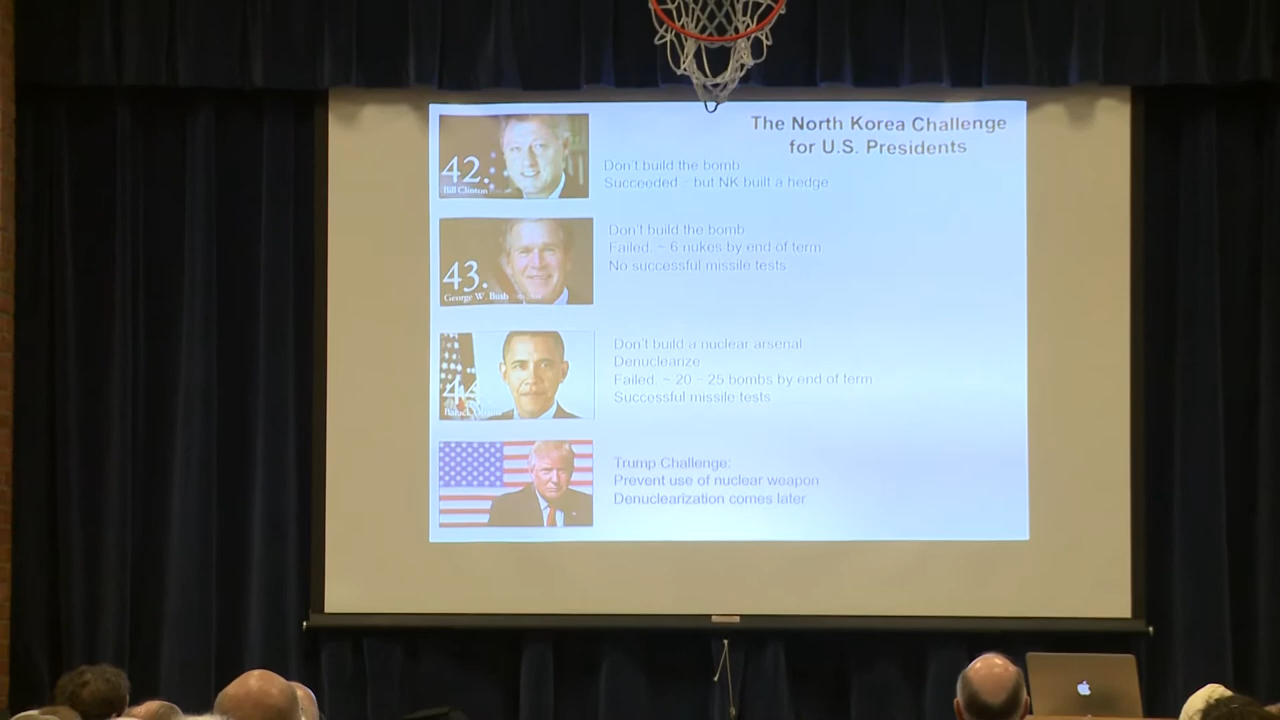 The North Korea Challenge
for U.S. Presidents
42.
Bill Clinton
Don't build the bomb
Succeeded - but NK built a hedge
43.
George W. Bush
Don't build the bomb
Failed. ~ 6 nukes by end of term
No successful missile tests
44.
Barack Obama
Don't build a nuclear arsenal
Denuclearize
Failed. ~ 20 - 25 bombs by end of term
Successful missile tests
Trump Challenge:
Prevent use of nuclear weapon
Denuclearization comes later